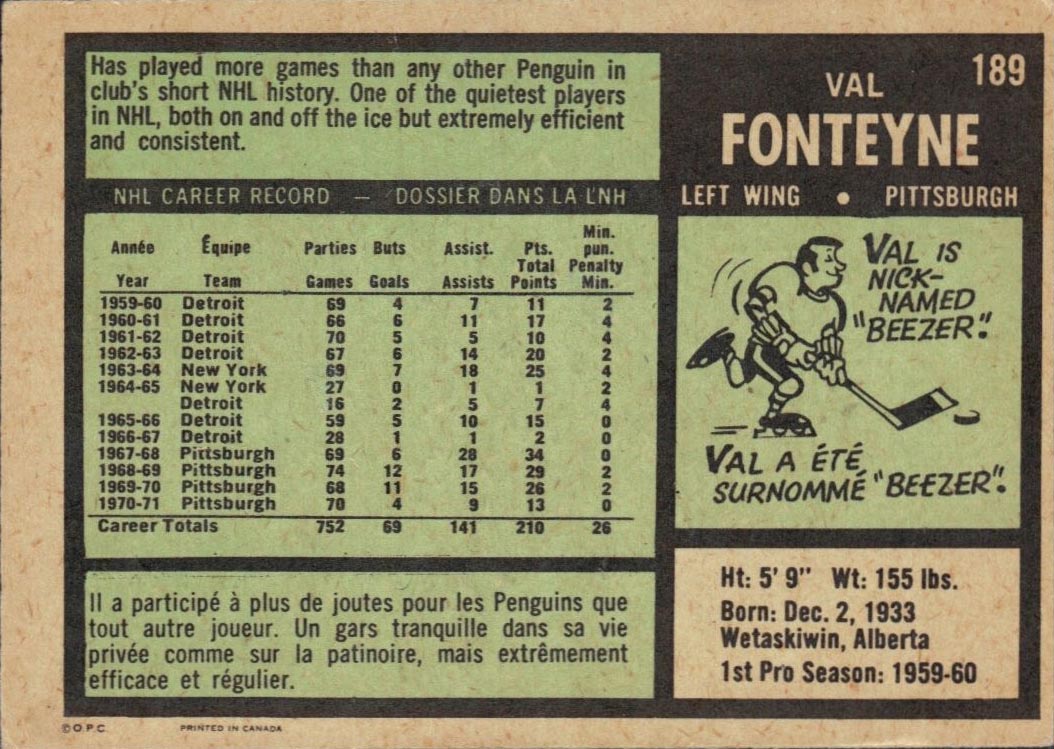 Has played more games than any other Penguin in
club's short NHL history. One of the quietest players
in NHL, both on and off the ice but extremely efficient
and consistent.
189
VAL
FONTEYNE
LEFT WING • PITTSBURGH
NHL CAREER RECORD — DOSSIER DANS LA L'NH
Année Équipe Parties Buts Assist. Pts. Min. pun.
Year Team Games Goals Assists Total Points Penalty Min.
1959-60 Detroit 69 4 7 11 2
1960-61 Detroit 66 6 11 17 4
1961-62 Detroit 70 5 5 10 4
1962-63 Detroit 67 6 14 20 2
1963-64 New York 69 7 18 25 4
1964-65 New York 27 0 1 1 2
Detroit 16 2 5 7 4
1965-66 Detroit 59 5 10 15 0
1966-67 Detroit 28 1 1 2 0
1967-68 Pittsburgh 69 6 28 34 0
1968-69 Pittsburgh 74 12 17 29 2
1969-70 Pittsburgh 68 11 15 26 2
1970-71 Pittsburgh 70 4 9 13 0
Career Totals 752 69 141 210 26
VAL IS
NICK-
NAMED
"BEEZER".
VAL A ÉTÉ
SURNOMMÉ "BEEZER".
Il a participé à plus de joutes pour les Penguins que
tout autre joueur. Un gars tranquille dans sa vie
privée comme sur la patinoire, mais extrêmement
efficace et régulier.
Ht: 5' 9" Wt: 155 lbs.
Born: Dec. 2, 1933
Wetaskiwin, Alberta
1st Pro Season: 1959-60
© O.P.C. PRINTED IN CANADA